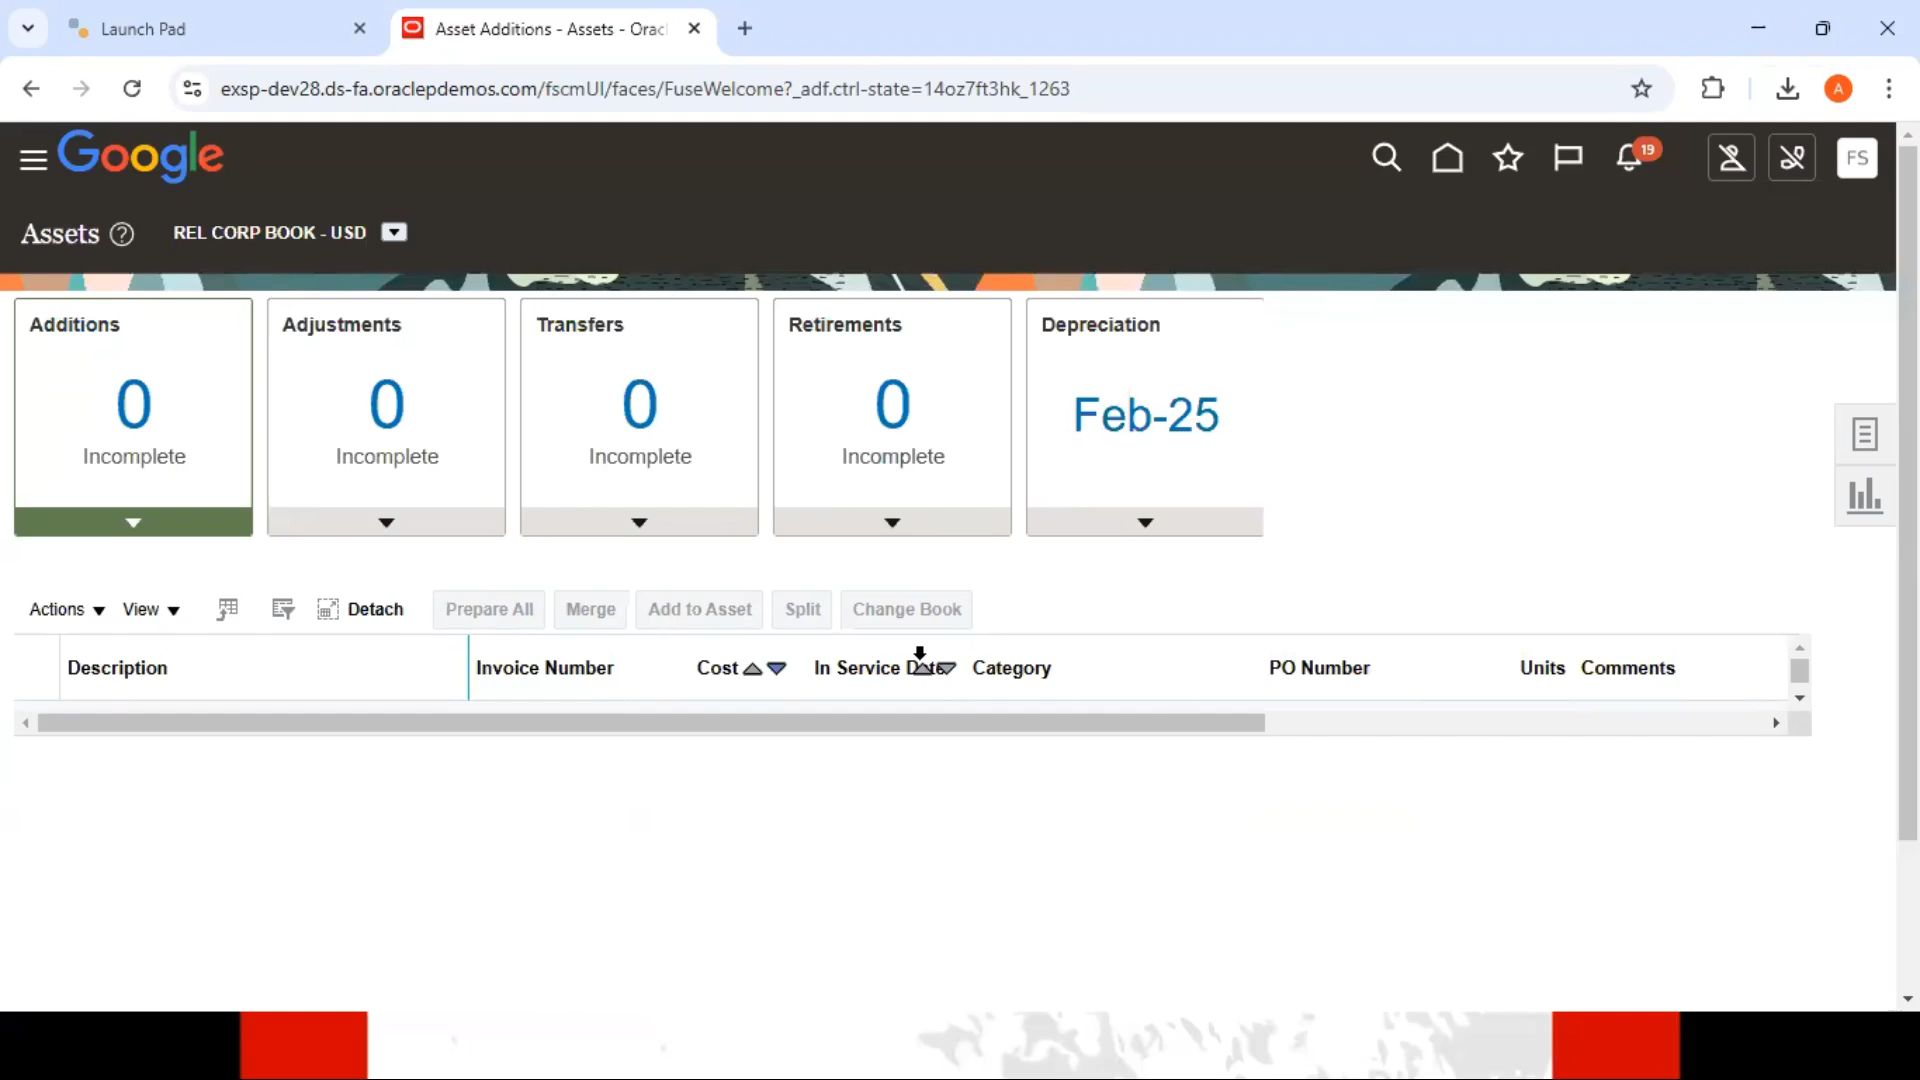 Launch Pad
Asset Additions - Assets - Orac
exsp-dev28.ds-fa.oraclepdemos.com/fscmUI/faces/FuseWelcome?_adf.ctrl-state=14oz7ft3hk_1263
A
Google
19
FS
Assets ? REL CORP BOOK - USD
Additions
0
Incomplete
Adjustments
0
Incomplete
Transfers
0
Incomplete
Retirements
0
Incomplete
Depreciation
Feb-25
Actions View Detach Prepare All Merge Add to Asset Split Change Book
Description Invoice Number Cost In Service Date Category PO Number Units Comments